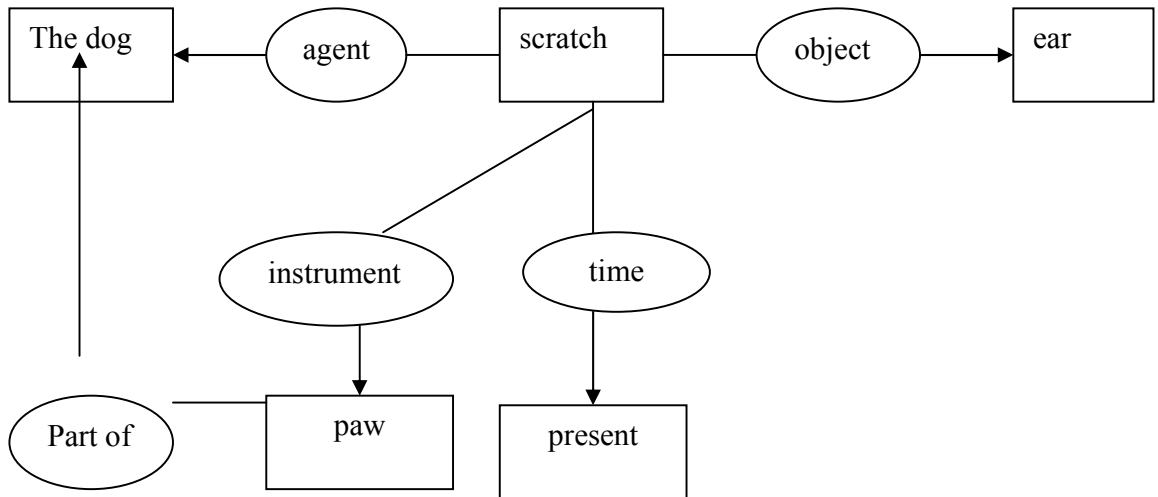 The dog
agent
scratch
object
ear
instrument
time
Part of
paw
present